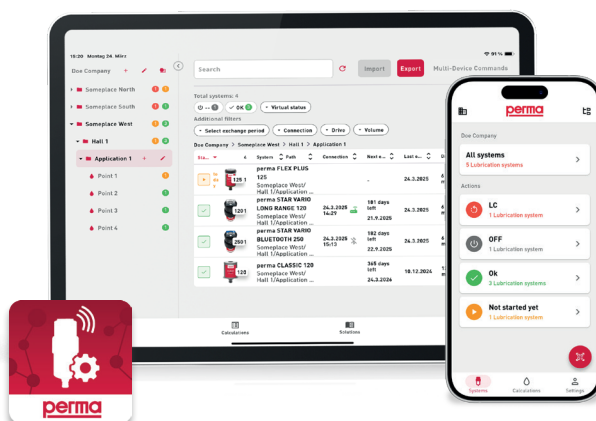 10:20 Montag 24. März
91 %
Doe Company
Search
Import
Export
Multi-Device Commands
Someplace North
Someplace South
Someplace West
Hall 1
Application 1
Point 1
Point 2
Point 3
Point 4
Total systems: 4
OK
Virtual status
Additional filters
Select exchange period
Connection
Drive
Volume
Doe Company > Someplace West > Hall 1 > Application 1
Sta...
System
Path
Connection
Next e...
Last e...
perma FLEX PLUS
125
Someplace West/
Hall 1/Application ...
125 1
-
24.3.2025
perma STAR VARIO
LONG RANGE 120
Someplace West/
Hall 1/Application ...
120 1
24.3.2025
14:29
181 days
left
21.9.2025
24.3.2025
perma STAR VARIO
BLUETOOTH 250
Someplace West/
Hall 1/Application ...
250 1
24.3.2025
15:13
182 days
left
22.9.2025
24.3.2025
perma CLASSIC 120
Someplace West/
Hall 1/Application ...
120
365 days
left
24.3.2026
10.12.2024
Calculations
Solutions
perma
Doe Company
All systems
5 Lubrication systems
Actions
LC
1 Lubrication system
OFF
1 Lubrication system
Ok
3 Lubrication systems
Not started yet
1 Lubrication system
Systems
Calculations
Settings
perma